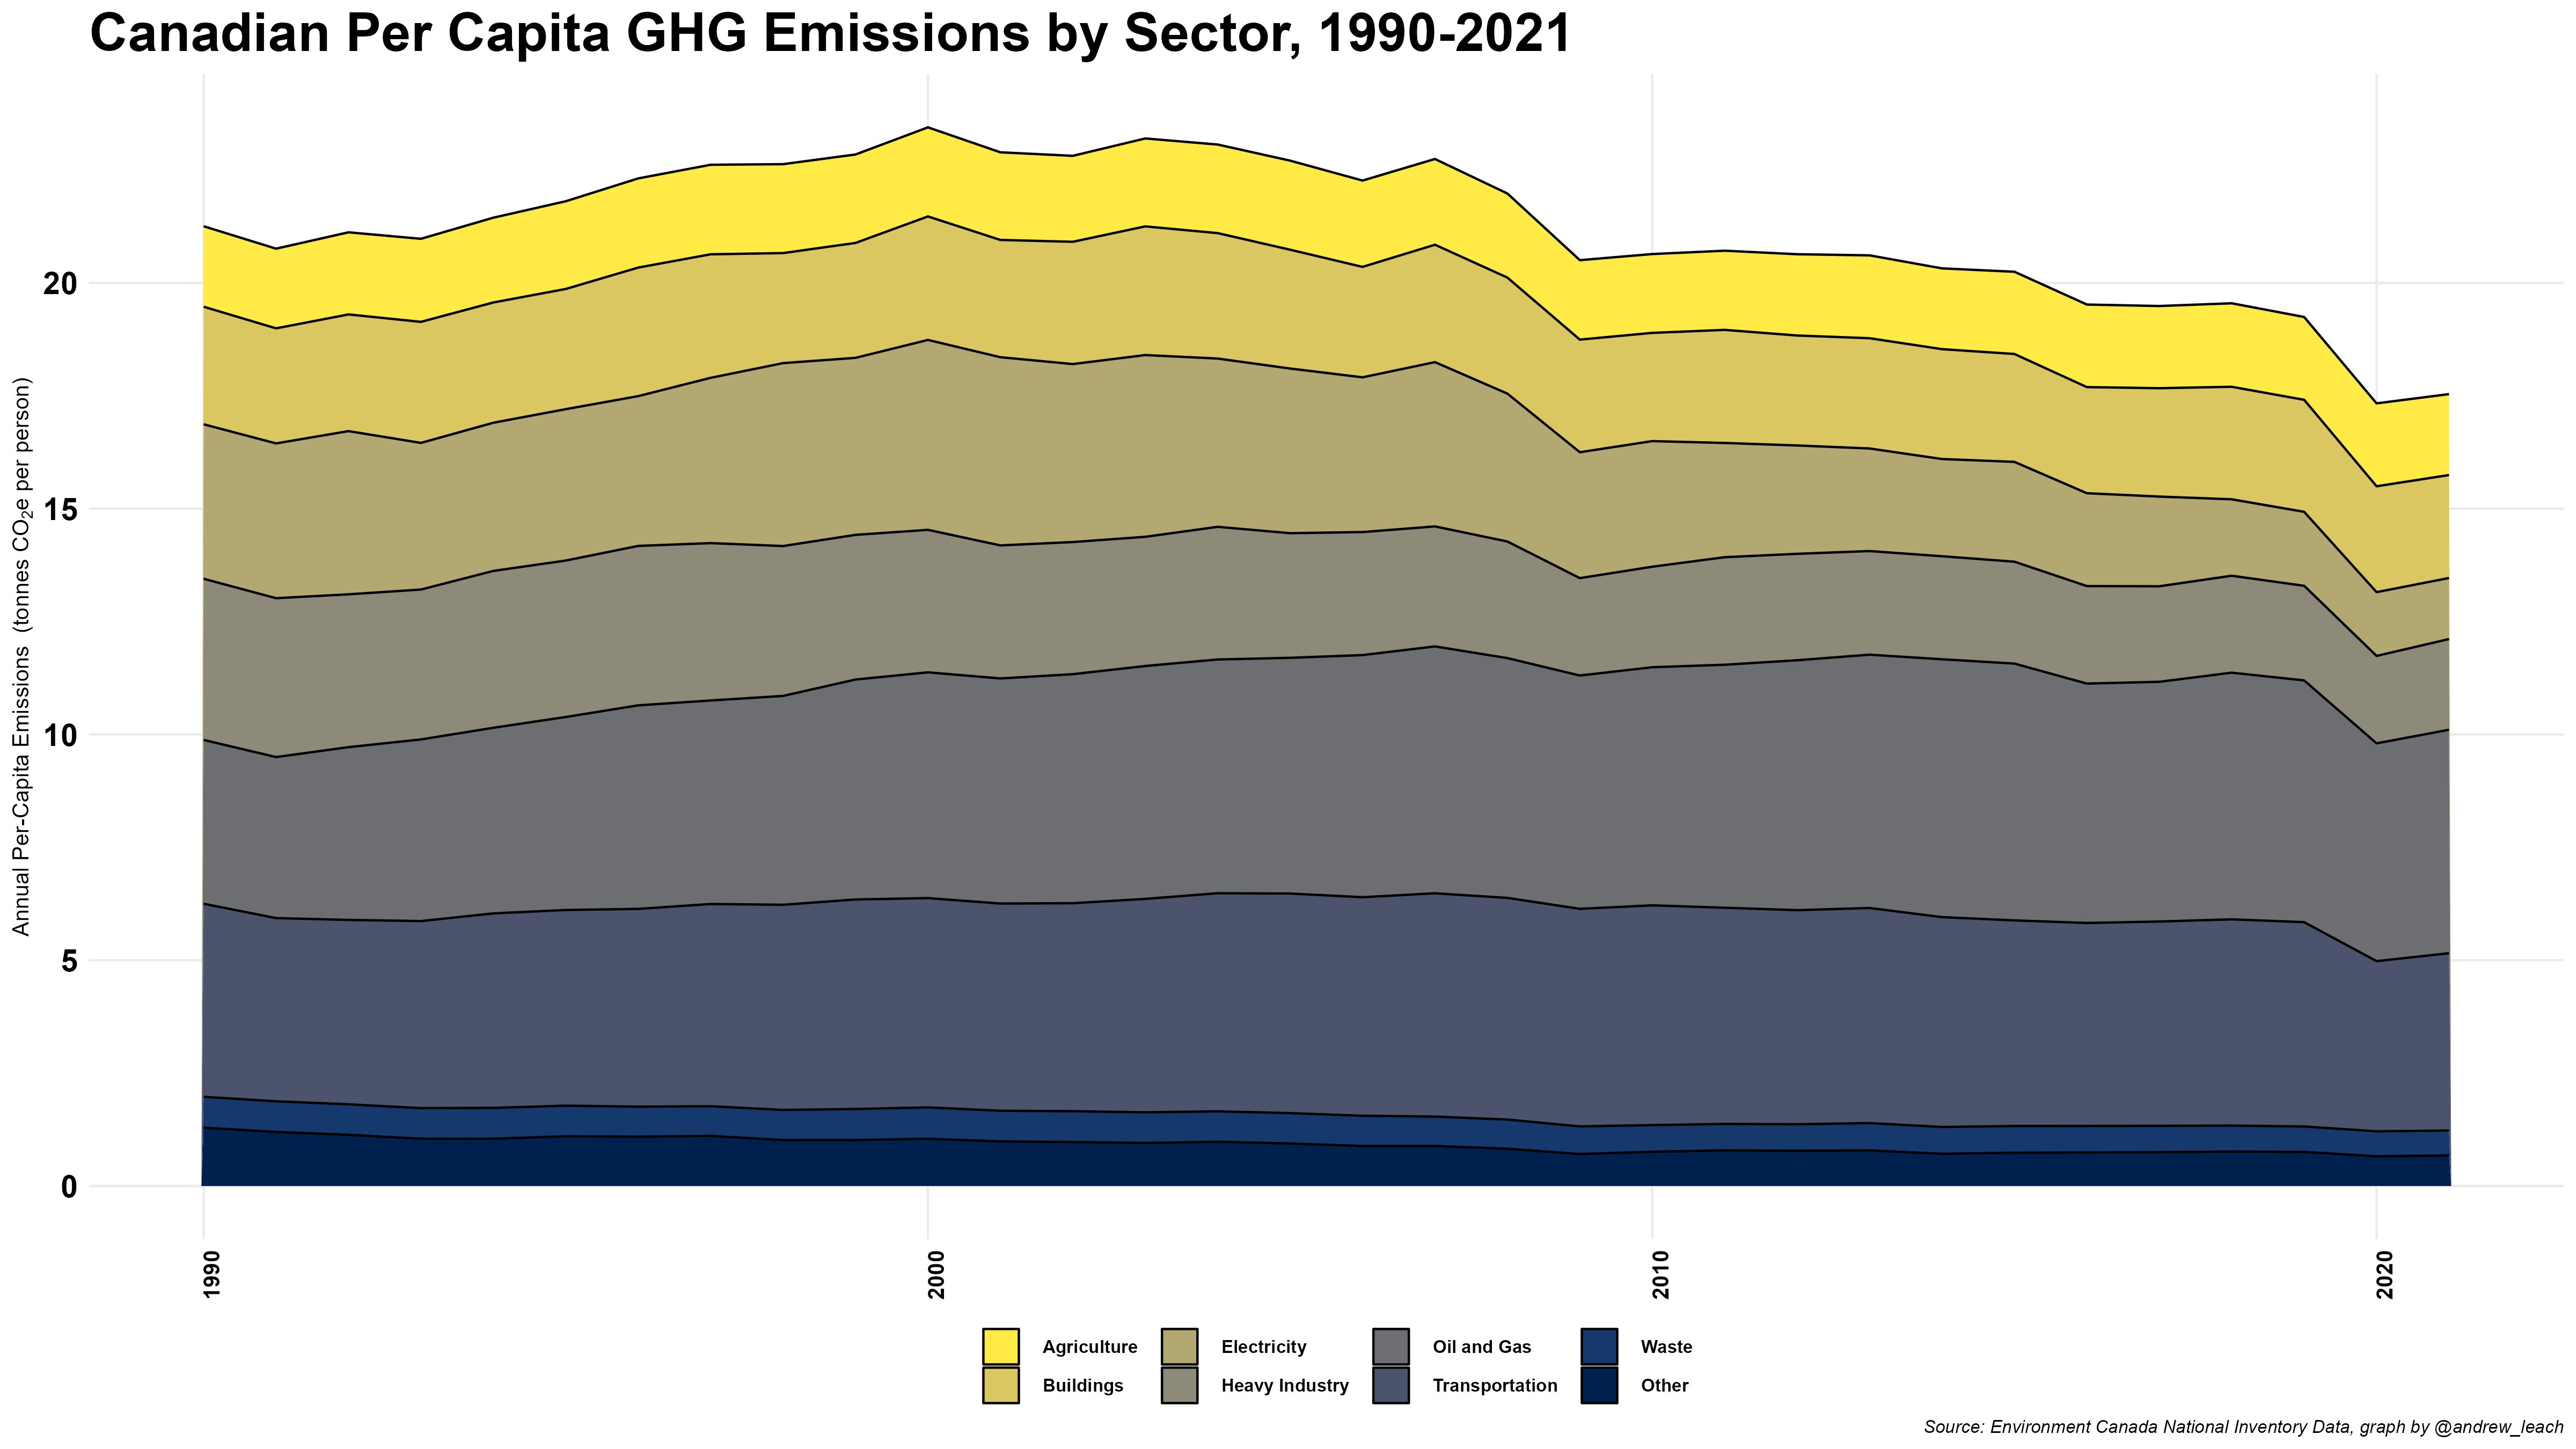 Canadian Per Capita GHG Emissions by Sector, 1990-2021
Annual Per-Capita Emissions  (tonnes CO₂e per person)
20
15
10
5
0
1990
2000
2010
2020
Agriculture
Electricity
Oil and Gas
Waste
Buildings
Heavy Industry
Transportation
Other
Source: Environment Canada National Inventory Data, graph by @andrew_leach